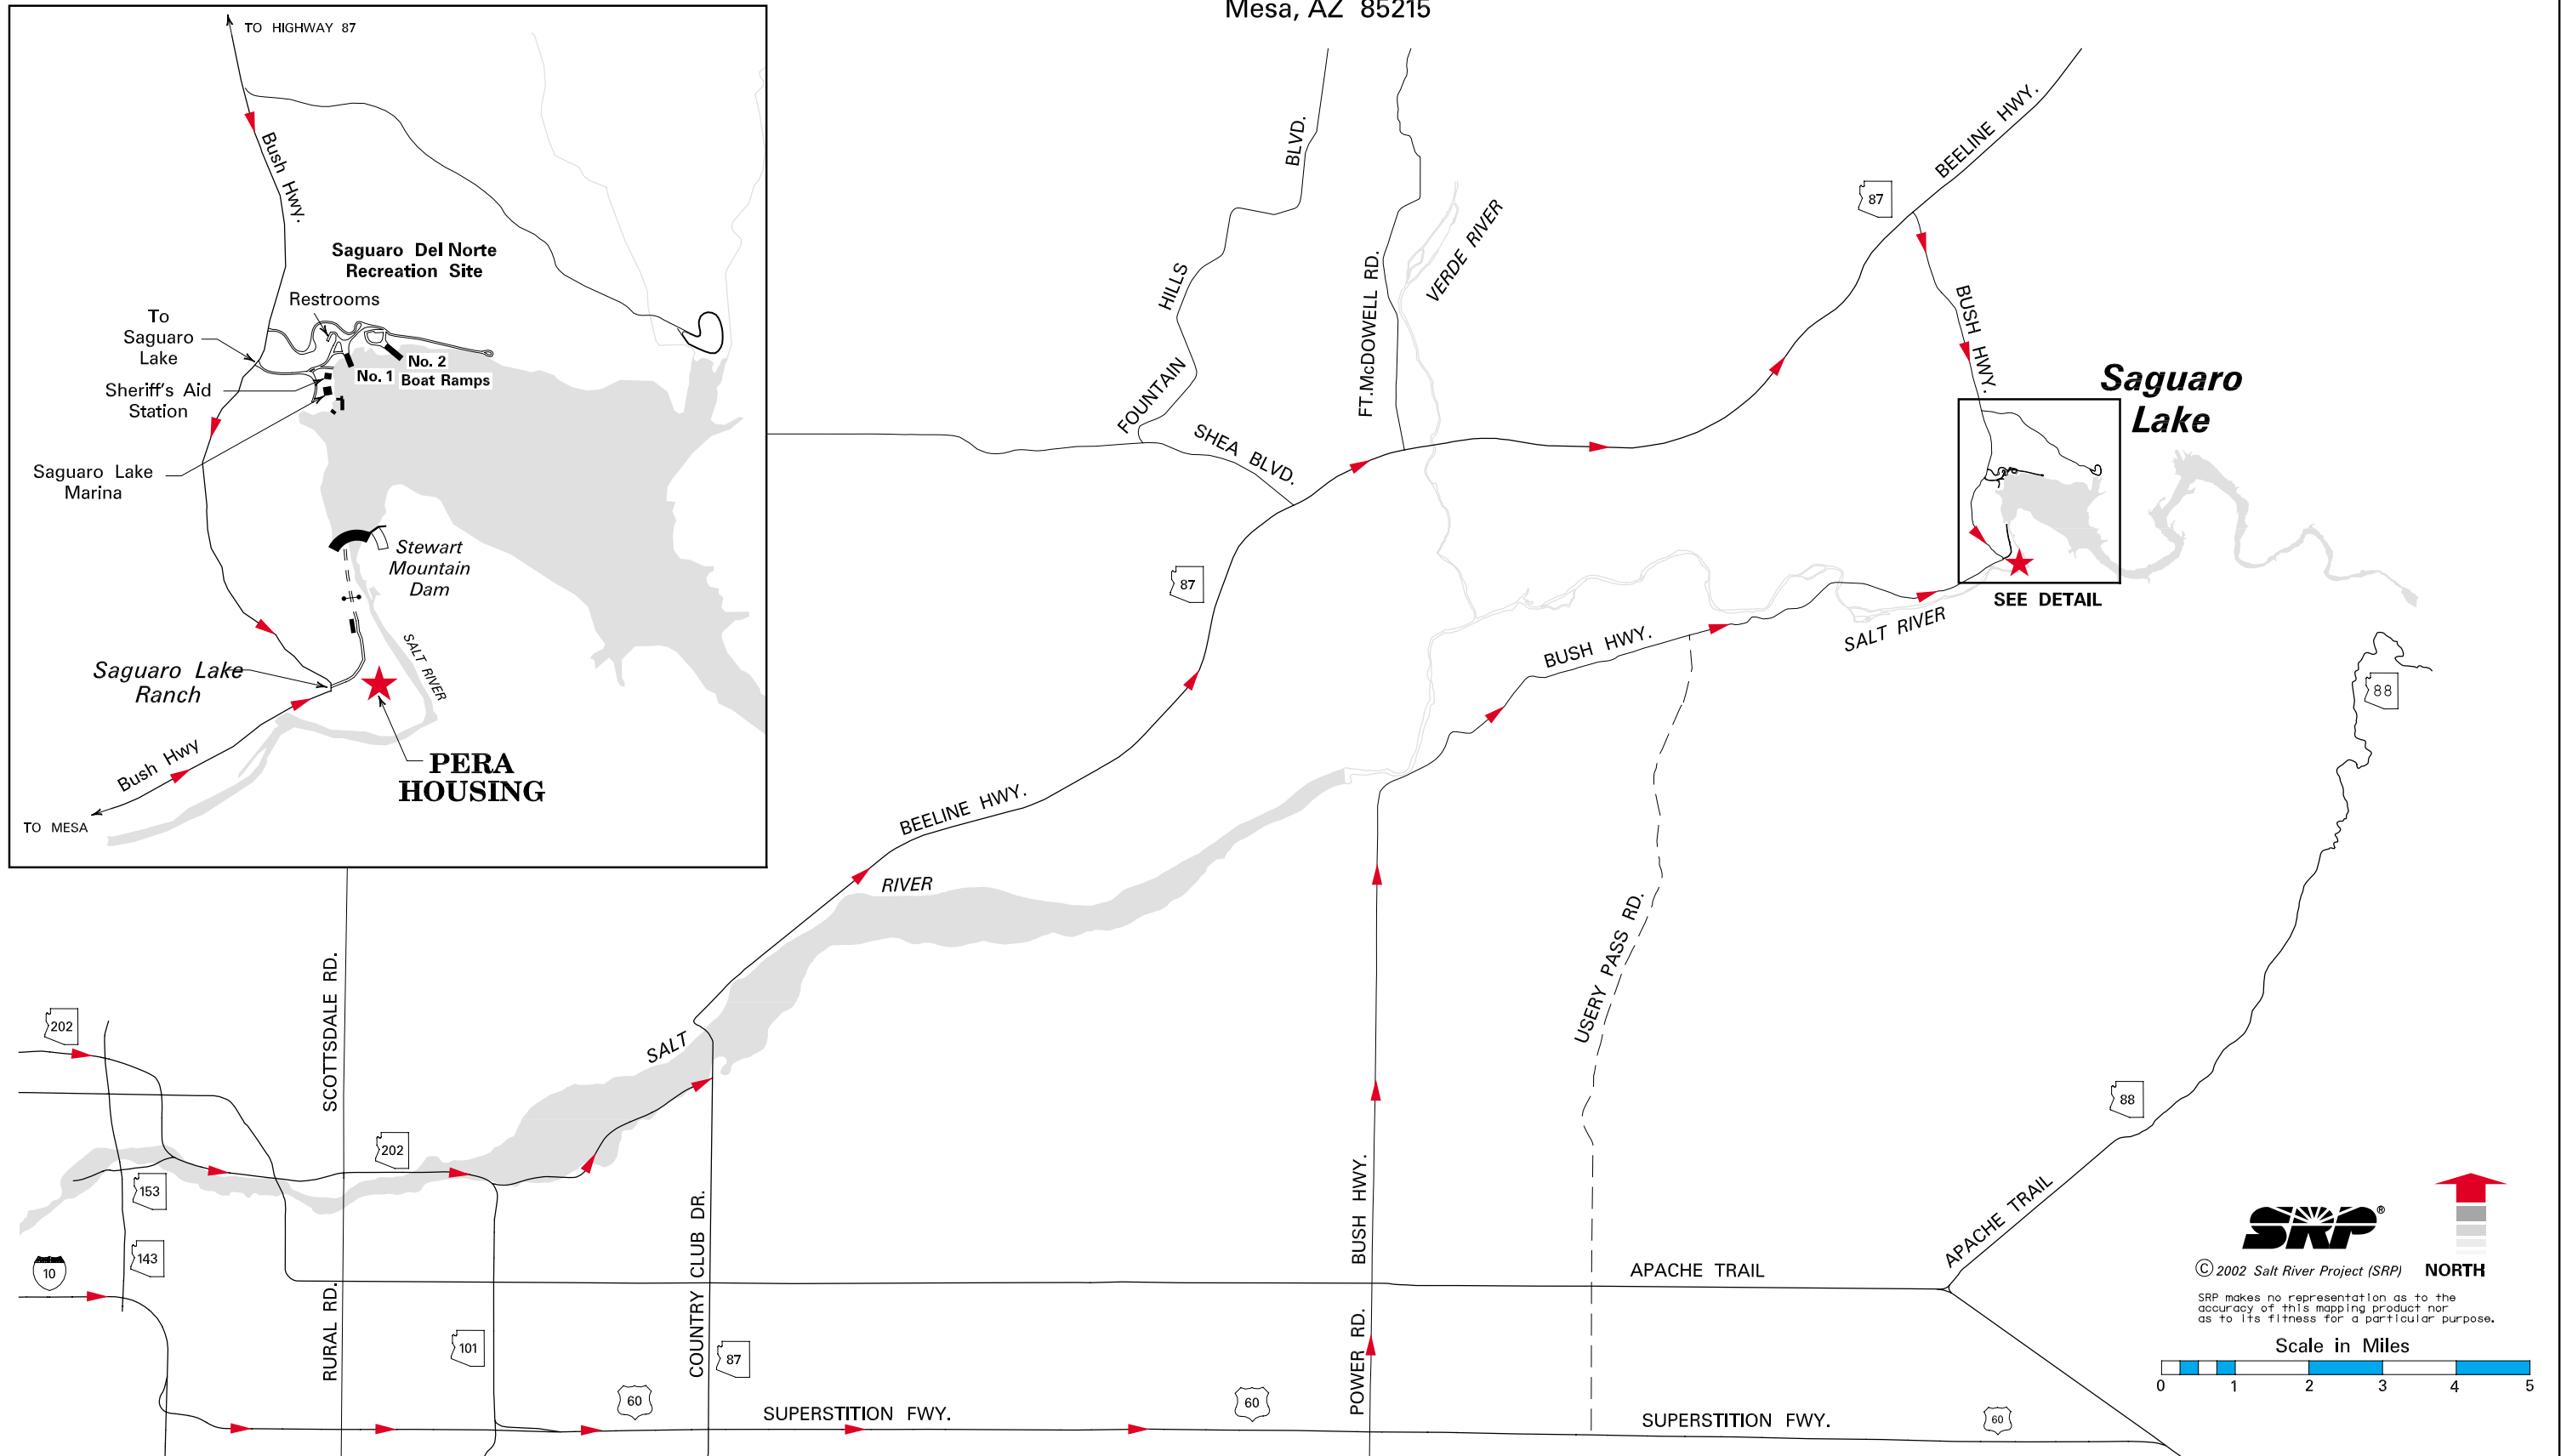 Mesa, AZ 85215
TO HIGHWAY 87
Bush Hwy.
Saguaro Del Norte
Recreation Site
Restrooms
To
Saguaro
Lake
No. 2
No. 1
Boat Ramps
Sheriff's Aid
Station
Saguaro Lake
Marina
Stewart
Mountain
Dam
SALT RIVER
Saguaro Lake
Ranch
Bush Hwy
PERA
HOUSING
TO MESA
BLVD.
HILLS
FOUNTAIN
SHEA BLVD.
FT.McDOWELL RD.
VERDE RIVER
BEELINE HWY.
87
BUSH HWY.
Saguaro
Lake
SEE DETAIL
87
BUSH HWY.
SALT RIVER
88
BEELINE HWY.
RIVER
SALT
USERY PASS RD.
SCOTTSDALE RD.
202
202
153
143
10
RURAL RD.
101
COUNTRY CLUB DR.
87
BUSH HWY.
POWER RD.
88
APACHE TRAIL
APACHE TRAIL
60
SUPERSTITION FWY.
60
SUPERSTITION FWY.
60
SRP®
© 2002 Salt River Project (SRP)
NORTH
SRP makes no representation as to the
accuracy of this mapping product nor
as to its fitness for a particular purpose.
Scale in Miles
0 1 2 3 4 5